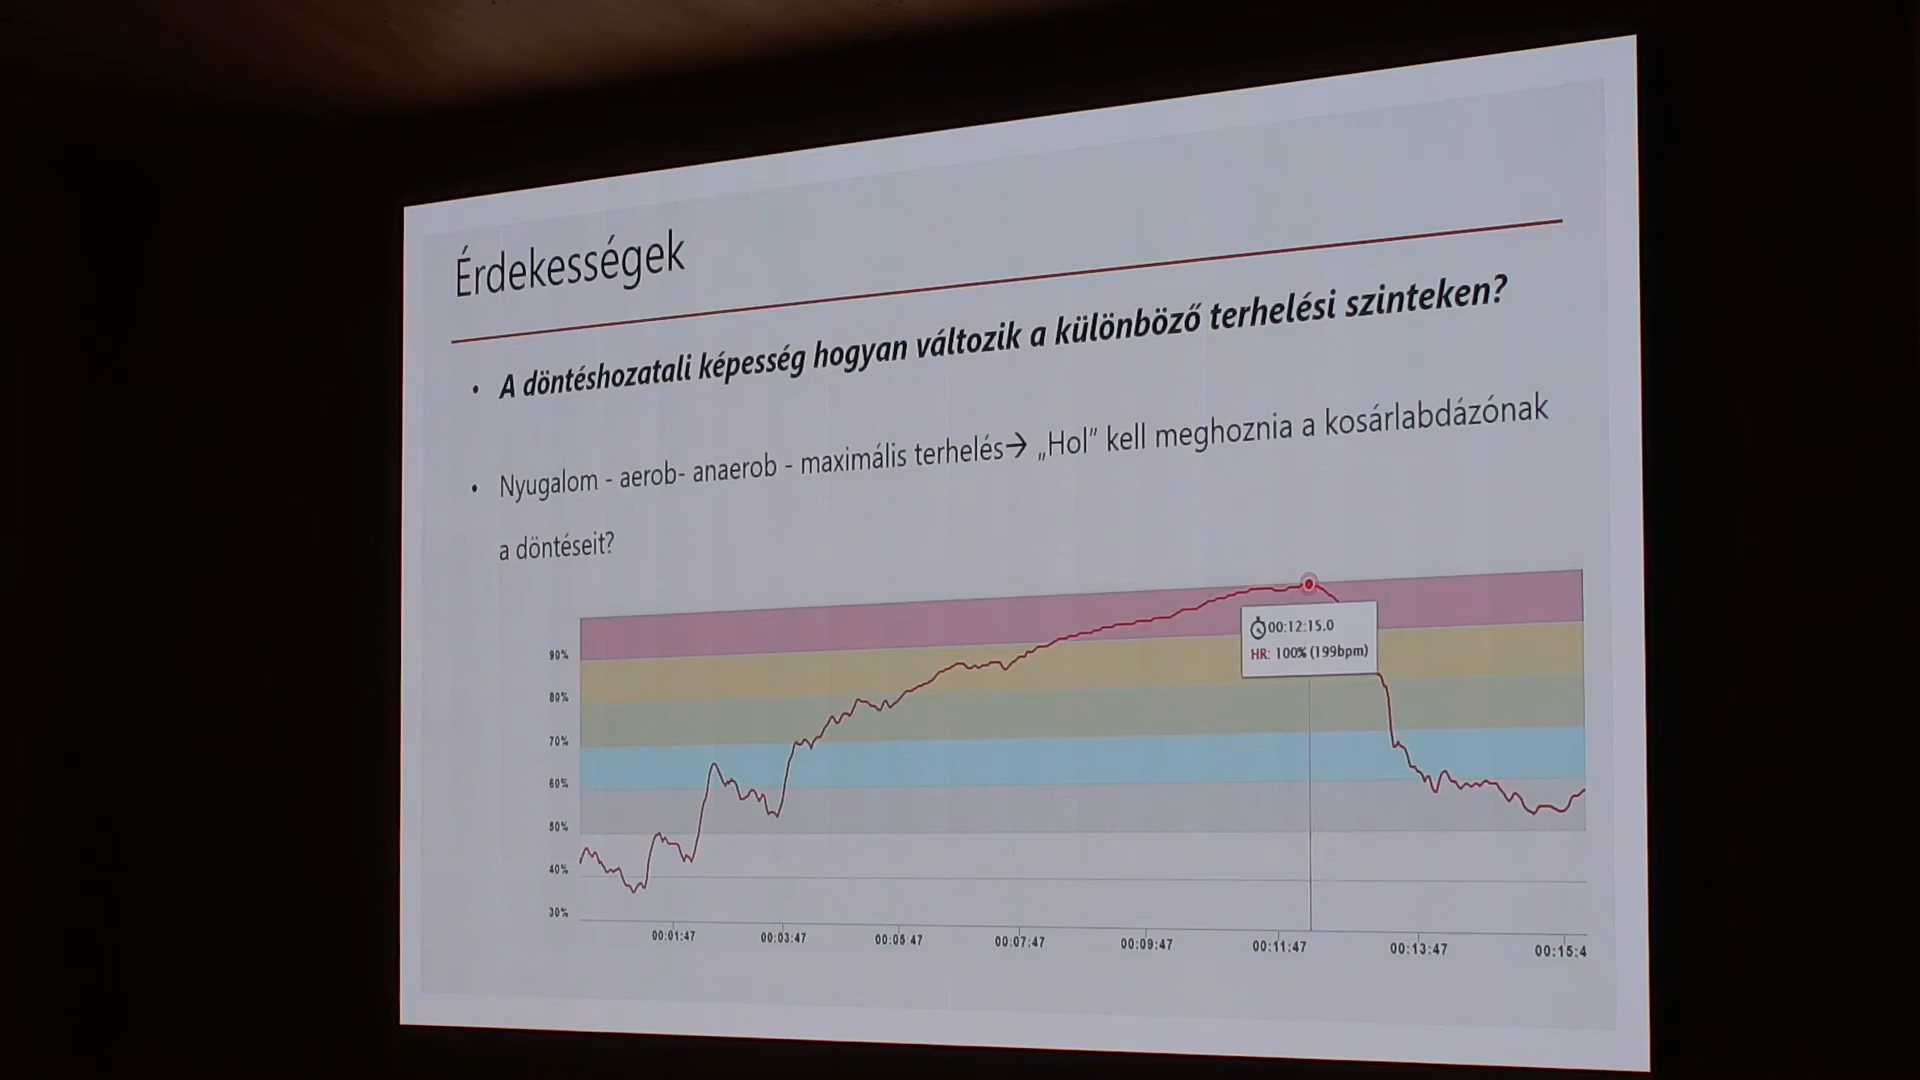 Érdekességek
• A döntéshozatali képesség hogyan változik a különböző terhelési szinteken?
• Nyugalom - aerob- anaerob - maximális terhelés→ „Hol” kell meghoznia a kosárlabdázónak
a döntéseit?
00:12:15.0
HR: 100% (199bpm)
90%
80%
70%
60%
50%
40%
30%
00:01:47 00:03:47 00:05:47 00:07:47 00:09:47 00:11:47 00:13:47 00:15:4